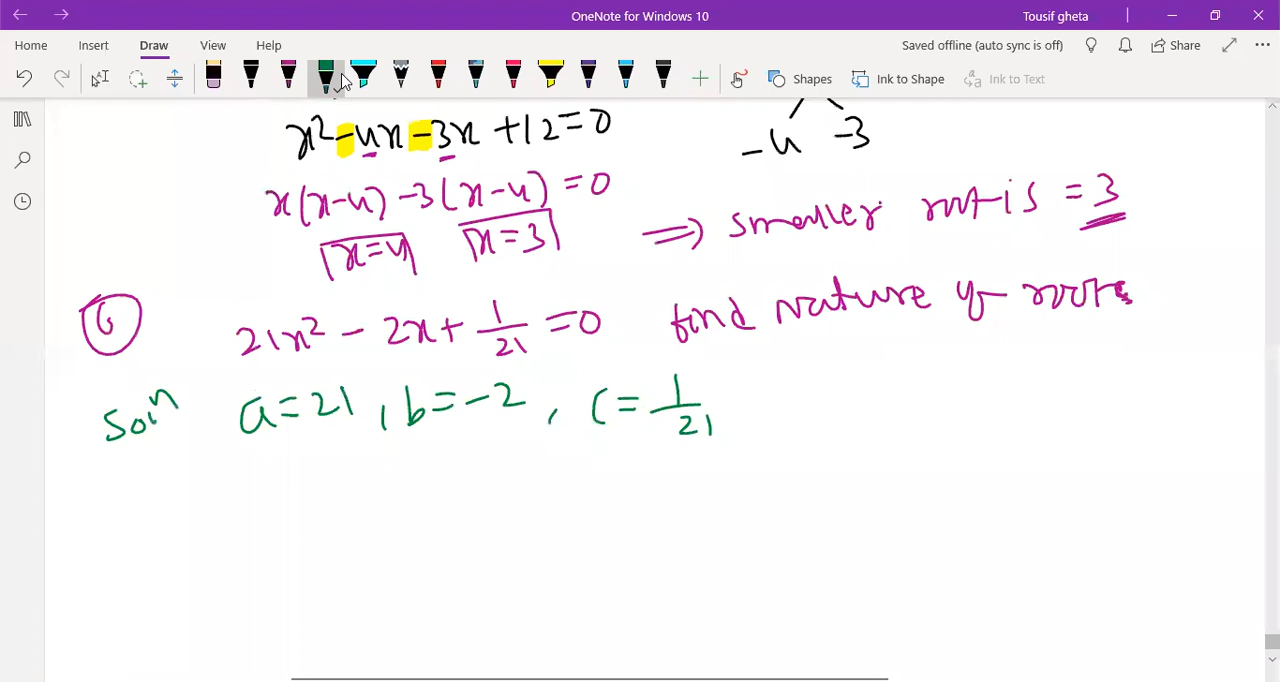 OneNote for Windows 10
Tousif gheta
Home Insert Draw View Help
Saved offline (auto sync is off) Share
Shapes Ink to Shape Ink to Text
x² - 4x - 3x + 12 = 0
-4 -3
x(x-4) -3(x-4) = 0
x=4 x=3
⇒ smaller root is = 3
6 21x² - 2x + 1/21 = 0 find nature of roots
Solⁿ a = 21, b = -2, c = 1/21